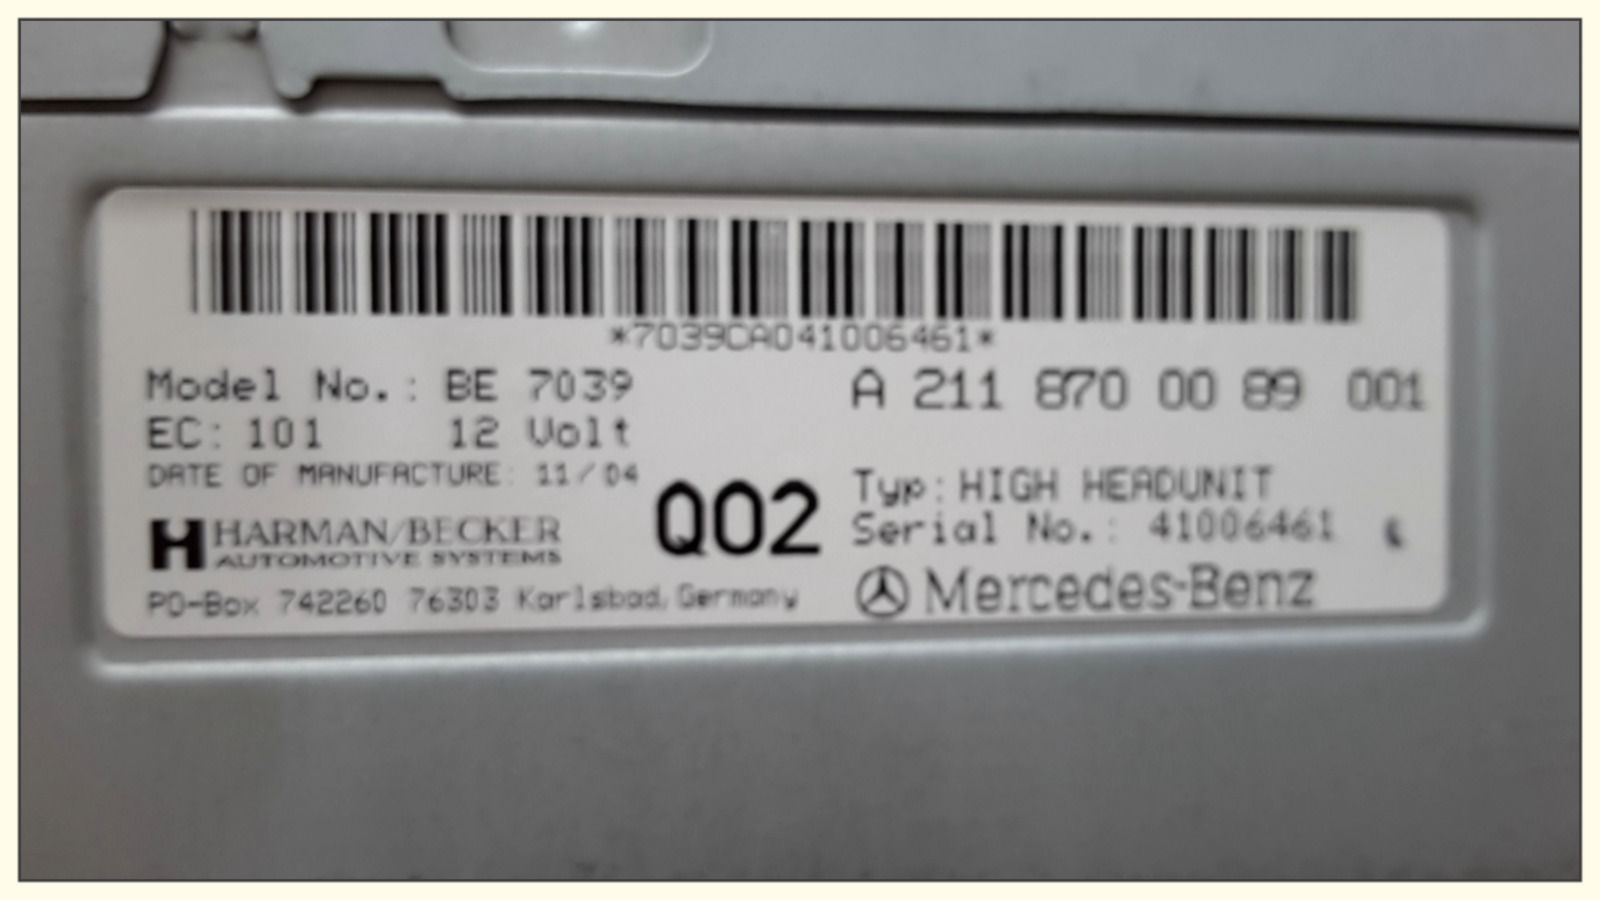 *7039CA041006461*
Model No.: BE 7039
A 211 870 00 89 001
EC: 101 12 Volt
DATE OF MANUFACTURE: 11/04
Q02
Typ: HIGH HEADUNIT
HARMAN/BECKER
AUTOMOTIVE SYSTEMS
Serial No.: 41006461
PO-Box 742260 76303 Karlsbad, Germany
Mercedes-Benz